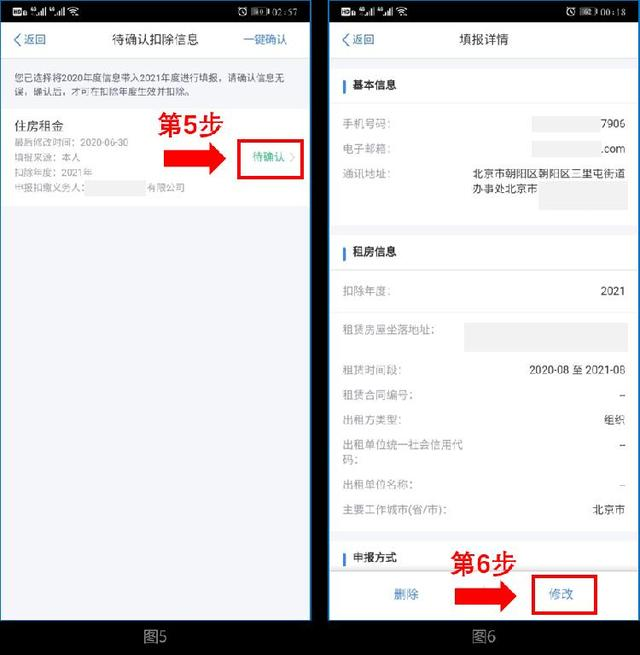 02:57
返回
待确认扣除信息
一键确认
您已选择将2020年度信息带入2021年度进行填报，请确认信息无
误，确认后，才可在扣除年度生效并扣除。
住房租金
最后修改时间：2020-06-30
填报来源：本人
扣除年度：2021年
申报扣缴义务人：
有限公司
第5步
待确认
图5
00:18
返回
填报详情
基本信息
手机号码：
7906
电子邮箱：
.com
通讯地址：
北京市朝阳区朝阳区三里屯街道
办事处北京市
租房信息
扣除年度：
2021
租赁房屋坐落地址：
租赁时间段：
2020-08 至 2021-08
租赁合同编号：
--
出租方类型：
组织
出租单位统一社会信用代
码：
--
出租单位名称：
--
主要工作城市(省/市)：
北京市
申报方式
第6步
删除
修改
图6